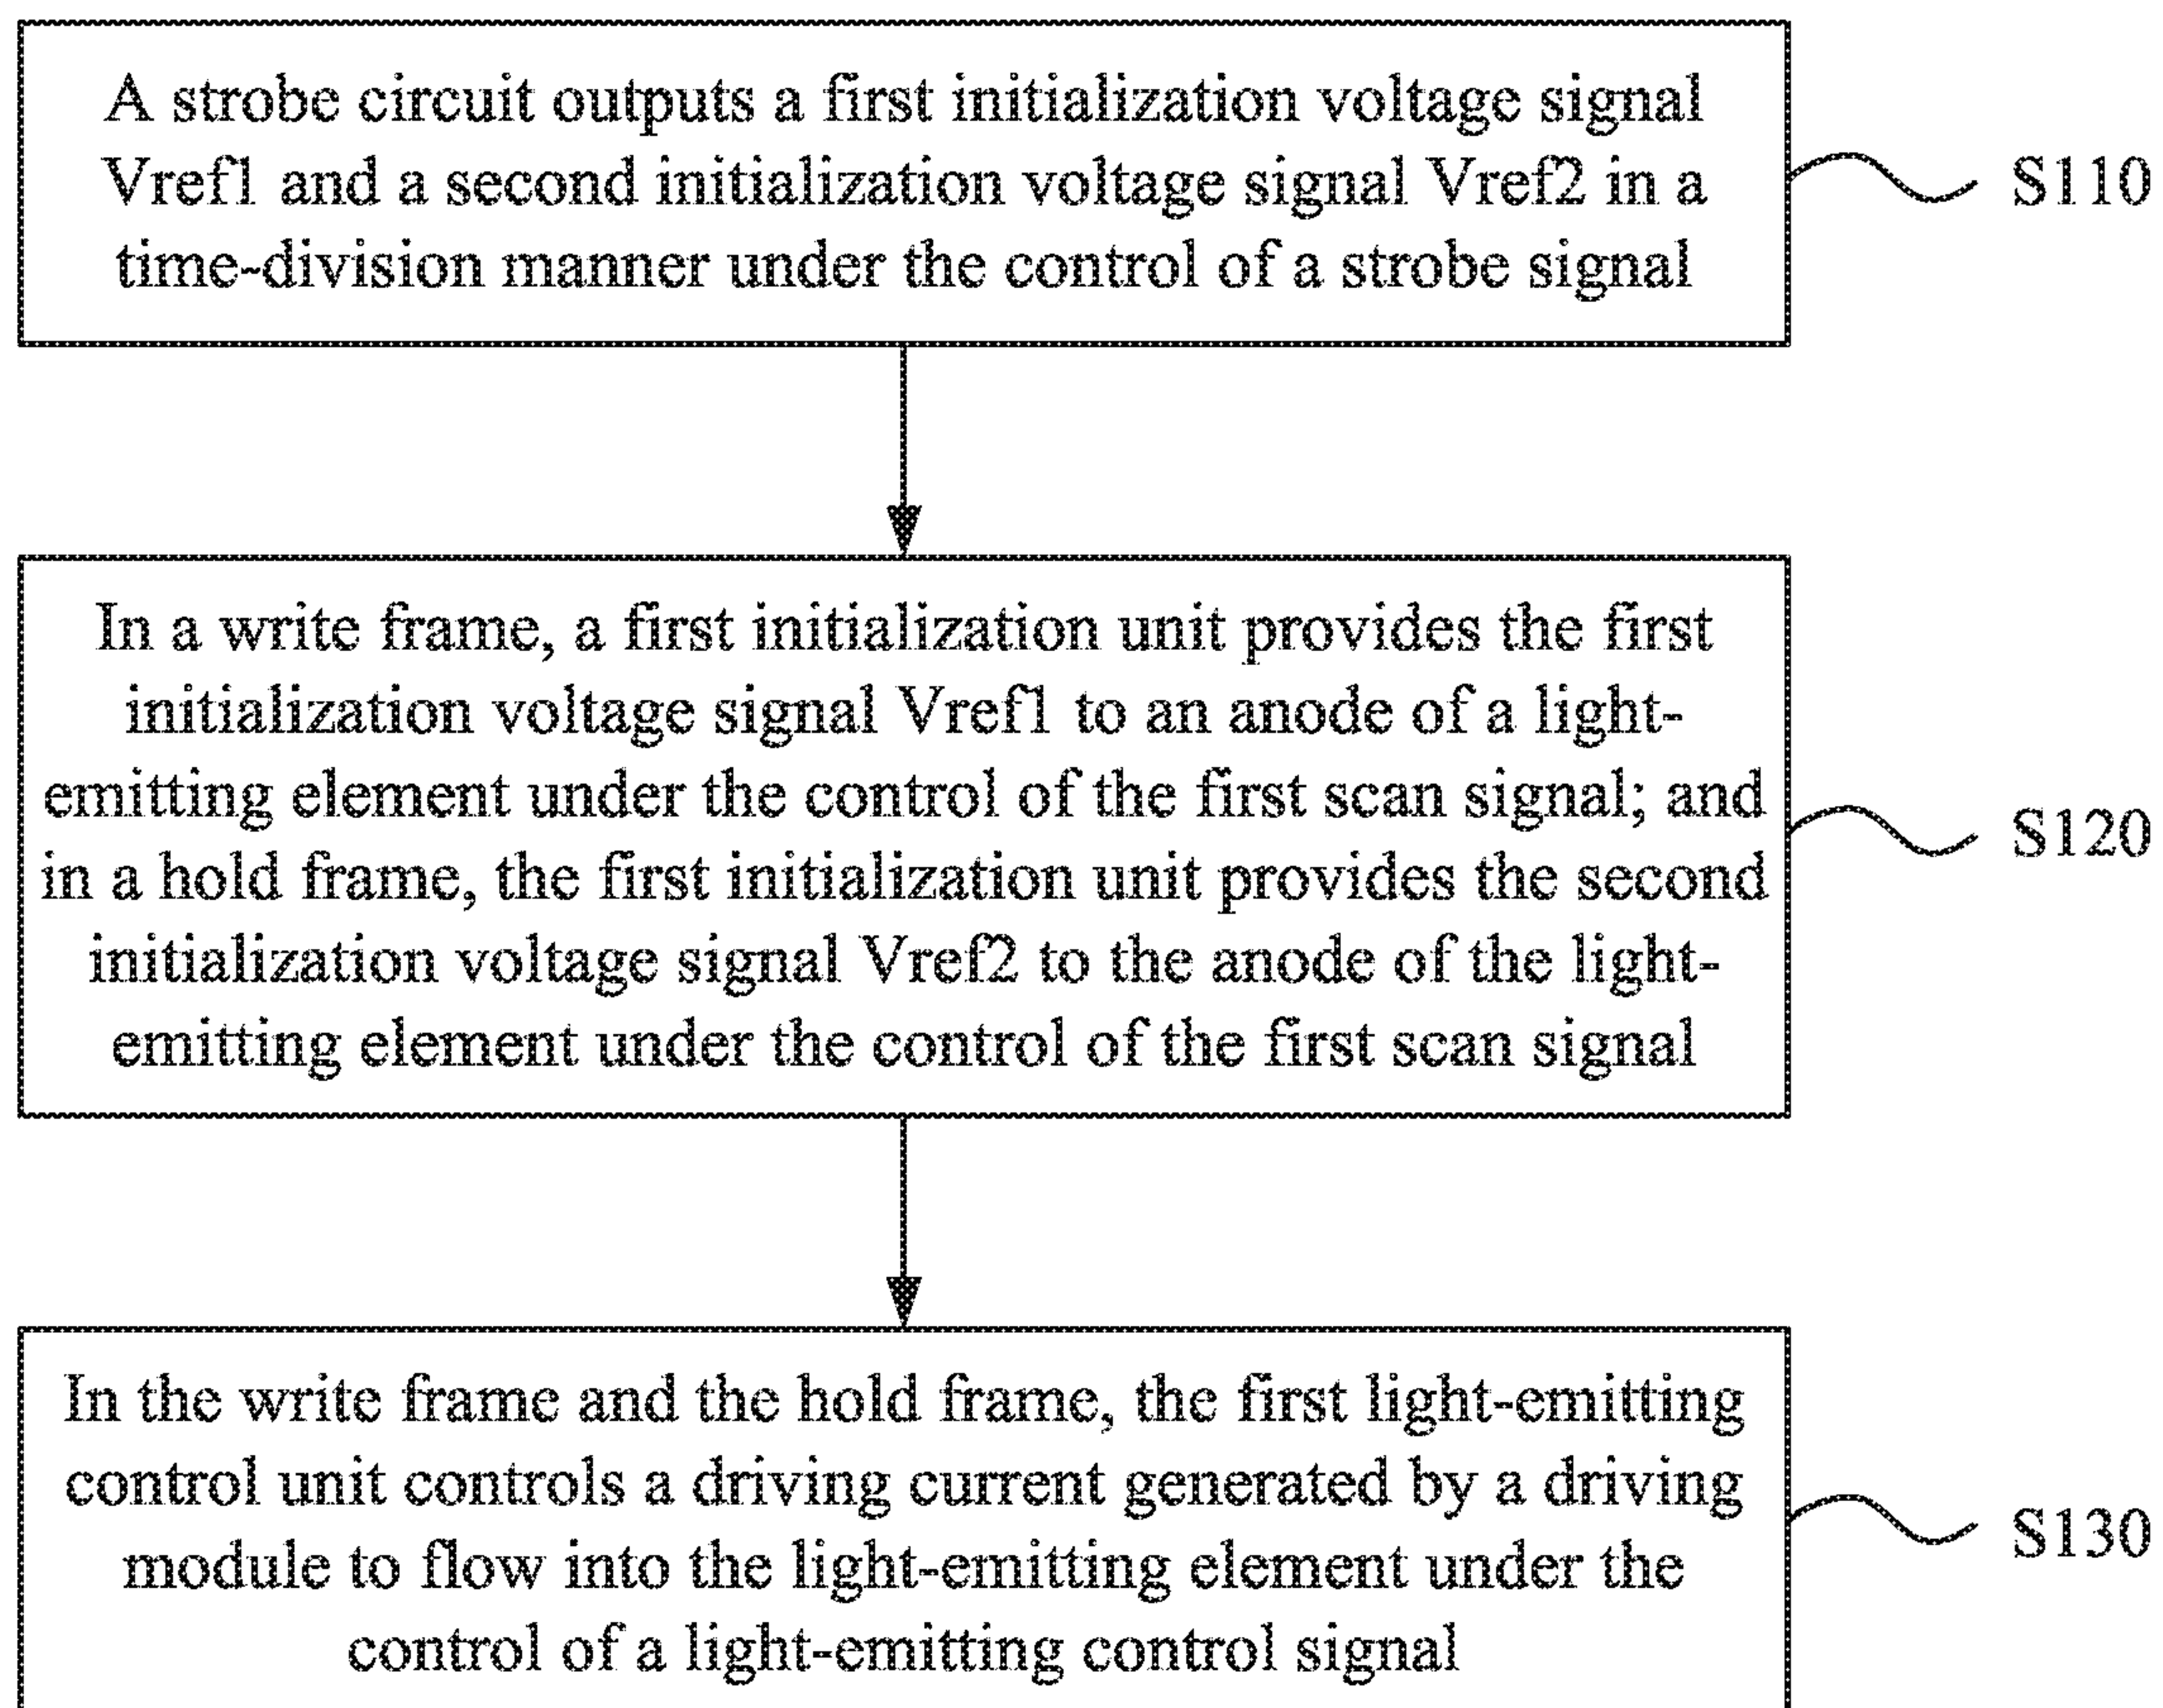 A strobe circuit outputs a first initialization voltage signal
Vref1 and a second initialization voltage signal Vref2 in a
time-division manner under the control of a strobe signal
S110
In a write frame, a first initialization unit provides the first
initialization voltage signal Vref1 to an anode of a light-
emitting element under the control of the first scan signal; and
in a hold frame, the first initialization unit provides the second
initialization voltage signal Vref2 to the anode of the light-
emitting element under the control of the first scan signal
S120
In the write frame and the hold frame, the first light-emitting
control unit controls a driving current generated by a driving
module to flow into the light-emitting element under the
control of a light-emitting control signal
S130